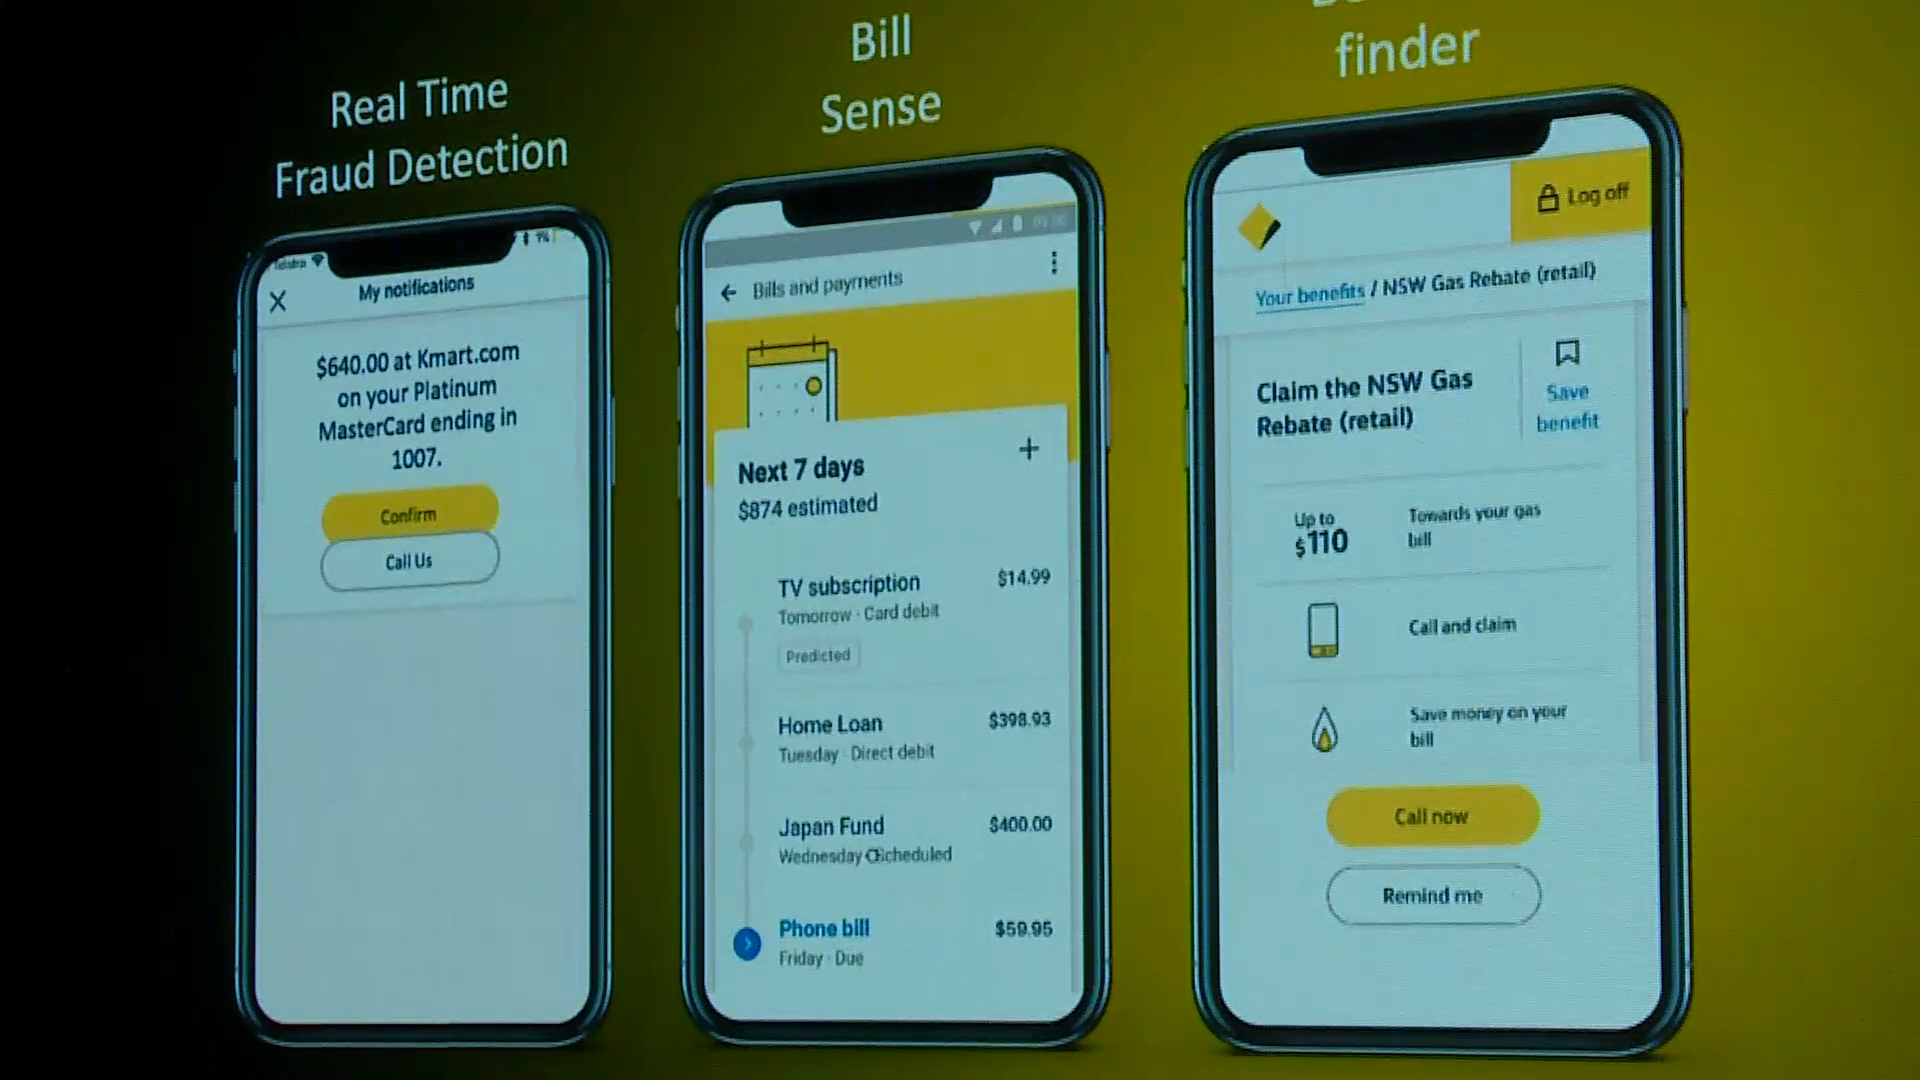 Real Time
Fraud Detection
Telstra
My notifications
$640.00 at Kmart.com
on your Platinum
MasterCard ending in
1007.
Confirm
Call Us
Bill
Sense
Bills and payments
Next 7 days
$874 estimated
TV subscription
$14.99
Tomorrow · Card debit
Predicted
Home Loan
$398.93
Tuesday · Direct debit
Japan Fund
$400.00
Wednesday Scheduled
Phone bill
$59.95
Friday · Due
finder
Log off
Your benefits / NSW Gas Rebate (retail)
Claim the NSW Gas
Rebate (retail)
Save
benefit
Up to
$110
Towards your gas
bill
Call and claim
Save money on your
bill
Call now
Remind me